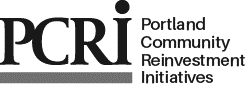 PCRI
Portland
Community
Reinvestment
Initiatives